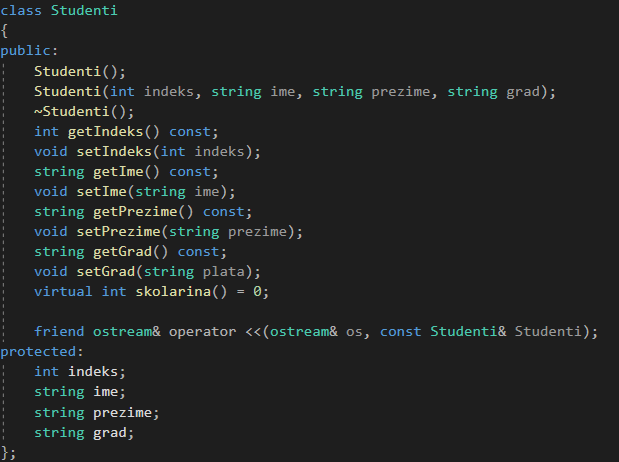 class Studenti
{
public:
    Studenti();
    Studenti(int indeks, string ime, string prezime, string grad);
    ~Studenti();
    int getIndeks() const;
    void setIndeks(int indeks);
    string getIme() const;
    void setIme(string ime);
    string getPrezime() const;
    void setPrezime(string prezime);
    string getGrad() const;
    void setGrad(string plata);
    virtual int skolarina() = 0;

    friend ostream& operator <<(ostream& os, const Studenti& Studenti);
protected:
    int indeks;
    string ime;
    string prezime;
    string grad;
};